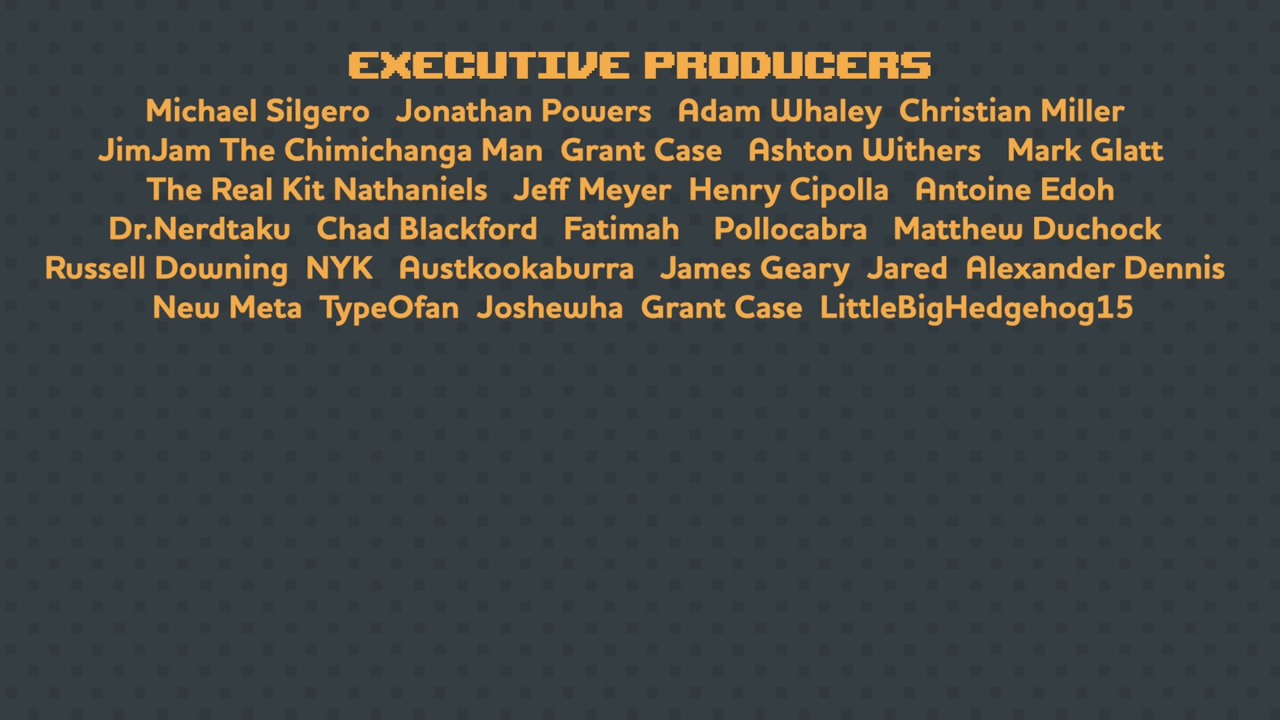 EXECUTIVE PRODUCERS
Michael Silgero Jonathan Powers Adam Whaley Christian Miller
JimJam The Chimichanga Man Grant Case Ashton Withers Mark Glatt
The Real Kit Nathaniels Jeff Meyer Henry Cipolla Antoine Edoh
Dr.Nerdtaku Chad Blackford Fatimah Pollocabra Matthew Duchock
Russell Downing NYK Austkookaburra James Geary Jared Alexander Dennis
New Meta TypeOfan Joshewha Grant Case LittleBigHedgehog15